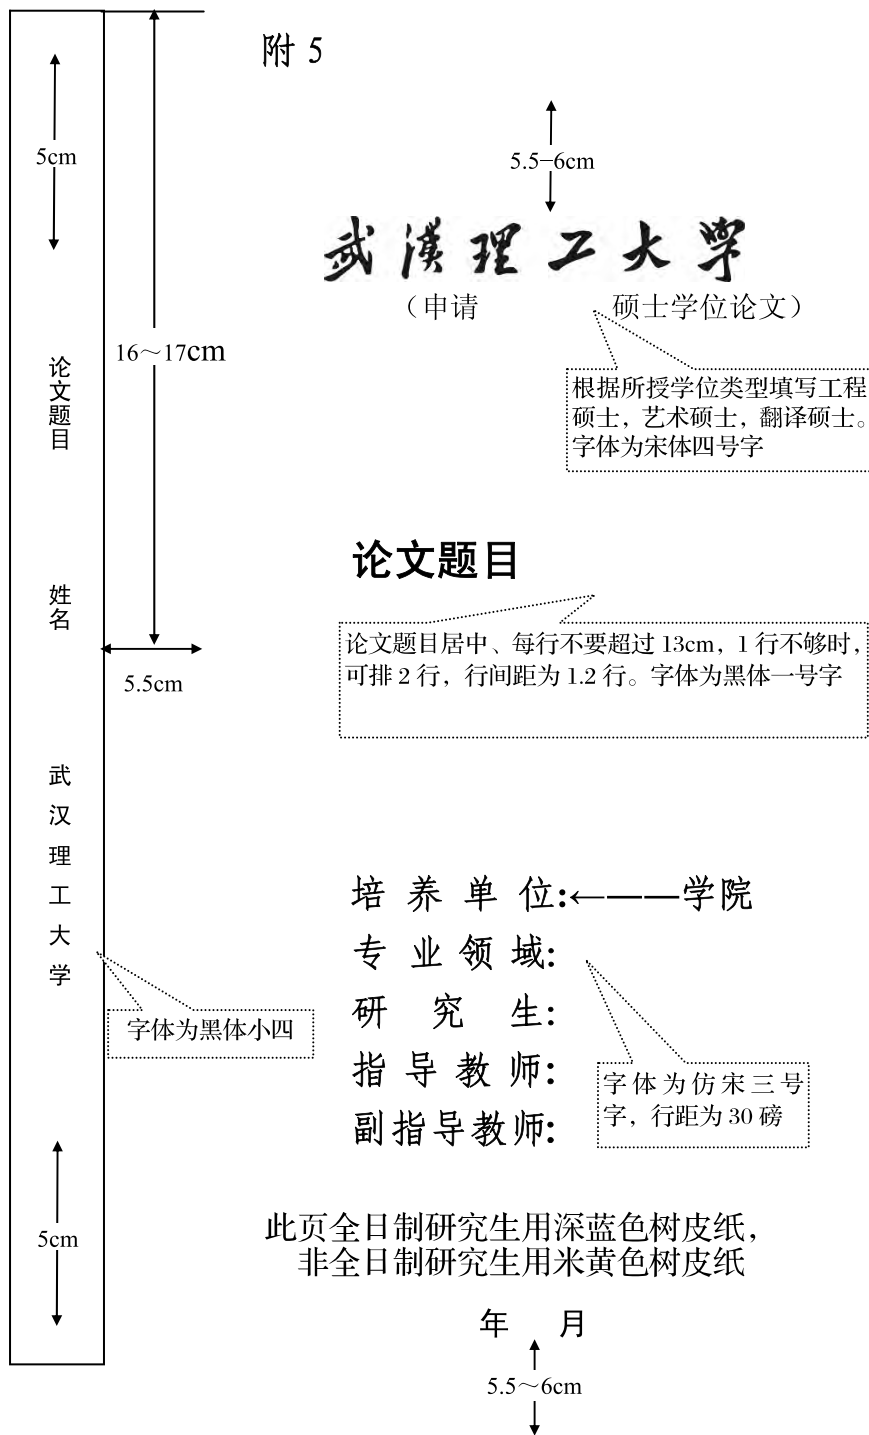 附 5
5cm
5.5-6cm
武漢理工大學
（申请 硕士学位论文）
16～17cm
论文题目
根据所授学位类型填写工程
硕士，艺术硕士，翻译硕士。
字体为宋体四号字
论文题目
姓名
论文题目居中、每行不要超过 13cm，1 行不够时，
可排 2 行，行间距为 1.2 行。字体为黑体一号字
5.5cm
武汉理工大学
培 养 单 位:←——学院
专 业 领 域:
研 究 生:
字体为黑体小四
指 导 教 师:
字体为仿宋三号
字，行距为 30 磅
副指导教师:
5cm
此页全日制研究生用深蓝色树皮纸，
非全日制研究生用米黄色树皮纸
年 月
5.5～6cm